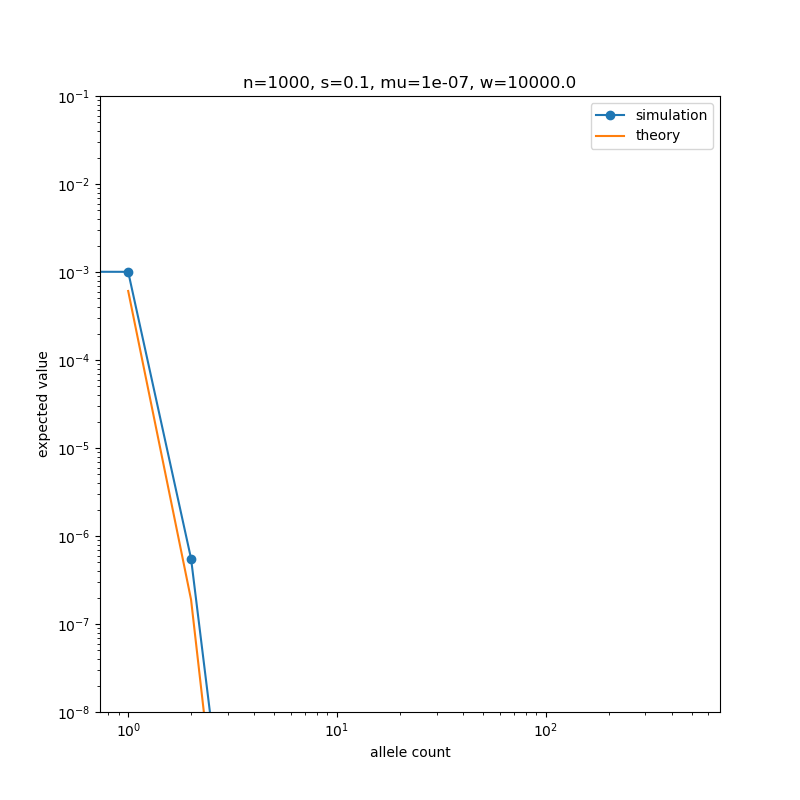 n=1000, s=0.1, mu=1e-07, w=10000.0
simulation
theory
10⁻¹
10⁻²
10⁻³
10⁻⁴
10⁻⁵
10⁻⁶
10⁻⁷
10⁻⁸
expected value
10⁰
10¹
10²
allele count